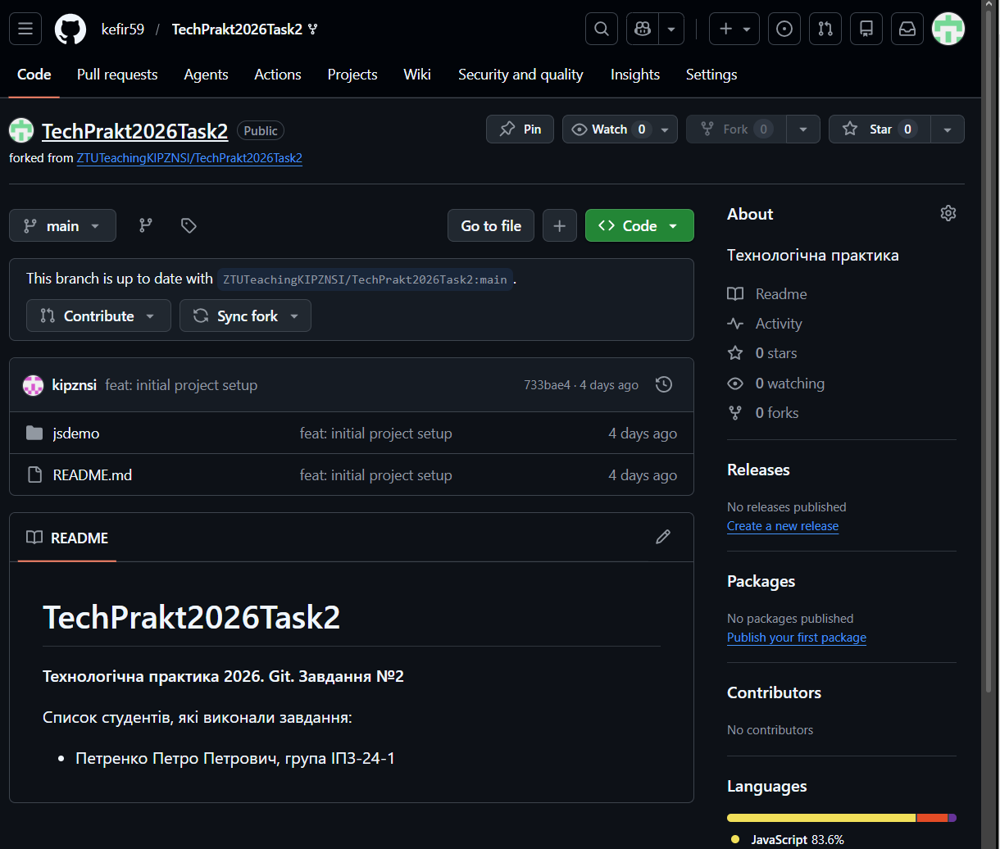 kefir59 / TechPrakt2026Task2
Code Pull requests Agents Actions Projects Wiki Security and quality Insights Settings
TechPrakt2026Task2 Public Pin Watch 0 Fork 0 Star 0
forked from ZTUTeachingKIPZNSI/TechPrakt2026Task2
main Go to file Code
This branch is up to date with ZTUTeachingKIPZNSI/TechPrakt2026Task2:main .
Contribute Sync fork
kipznsi feat: initial project setup 733bae4 · 4 days ago
jsdemo feat: initial project setup 4 days ago
README.md feat: initial project setup 4 days ago
README
TechPrakt2026Task2
Технологічна практика 2026. Git. Завдання №2
Список студентів, які виконали завдання:
• Петренко Петро Петрович, група ІПЗ-24-1
About
Технологічна практика
Readme
Activity
0 stars
0 watching
0 forks
Releases
No releases published
Create a new release
Packages
No packages published
Publish your first package
Contributors
No contributors
Languages
JavaScript 83.6%